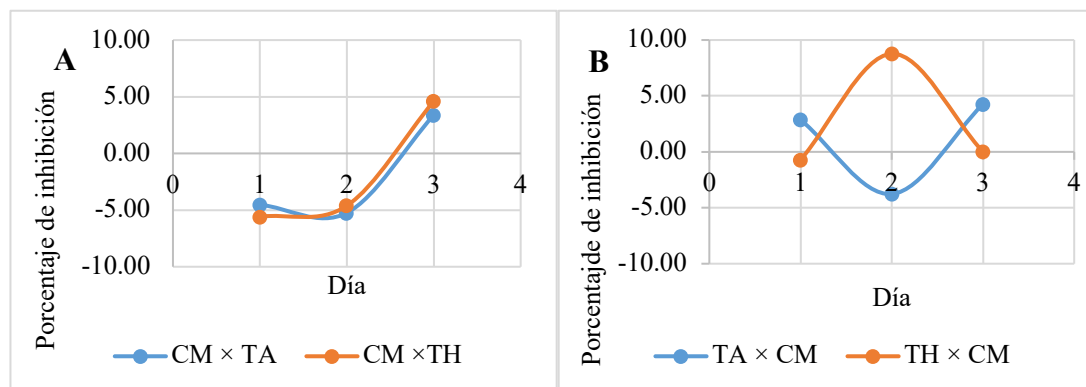 A
Porcentaje de inhibición
10.00
5.00
0.00
-5.00
-10.00
0 1 2 3 4
Día
CM × TA CM ×TH
B
Porcentajde de inhibición
10.00
5.00
0.00
-5.00
-10.00
0 1 2 3 4
Día
TA × CM TH × CM